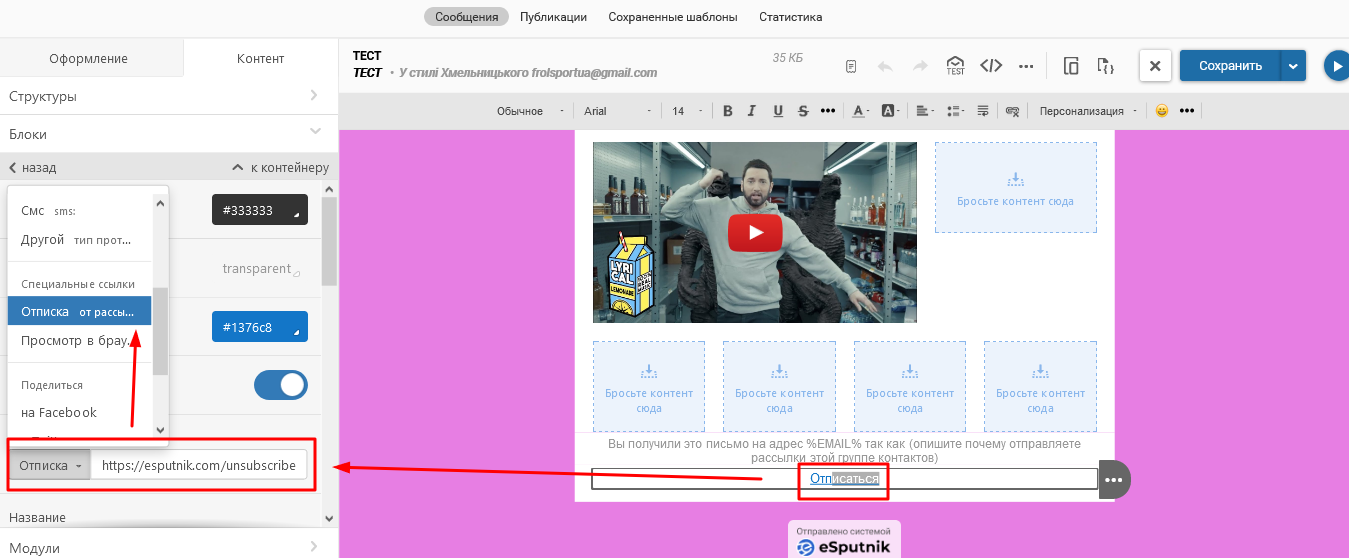 Сообщения Публикации Сохраненные шаблоны Статистика
Оформление Контент
ТЕСТ
ТЕСТ • У стилі Хмельницького frolsportua@gmail.com
35 КБ
TEST
Сохранить
Структуры
Блоки
Обычное Arial 14 B I U S A A Персонализация
назад к контейнеру
Смс sms:
Другой тип прот...
Специальные ссылки
Отписка от рассы...
Просмотр в брау...
Поделиться
на Facebook
#333333
transparent
#1376c8
Отписка https://esputnik.com/unsubscribe
Название
Модули
LYRI
CAL
LEMONADE
Бросьте контент сюда
Бросьте контент
сюда
Бросьте контент
сюда
Бросьте контент
сюда
Бросьте контент
сюда
Вы получили это письмо на адрес %EMAIL% так как (опишите почему отправляете
рассылки этой группе контактов)
Отписаться
Отправлено системой
eSputnik